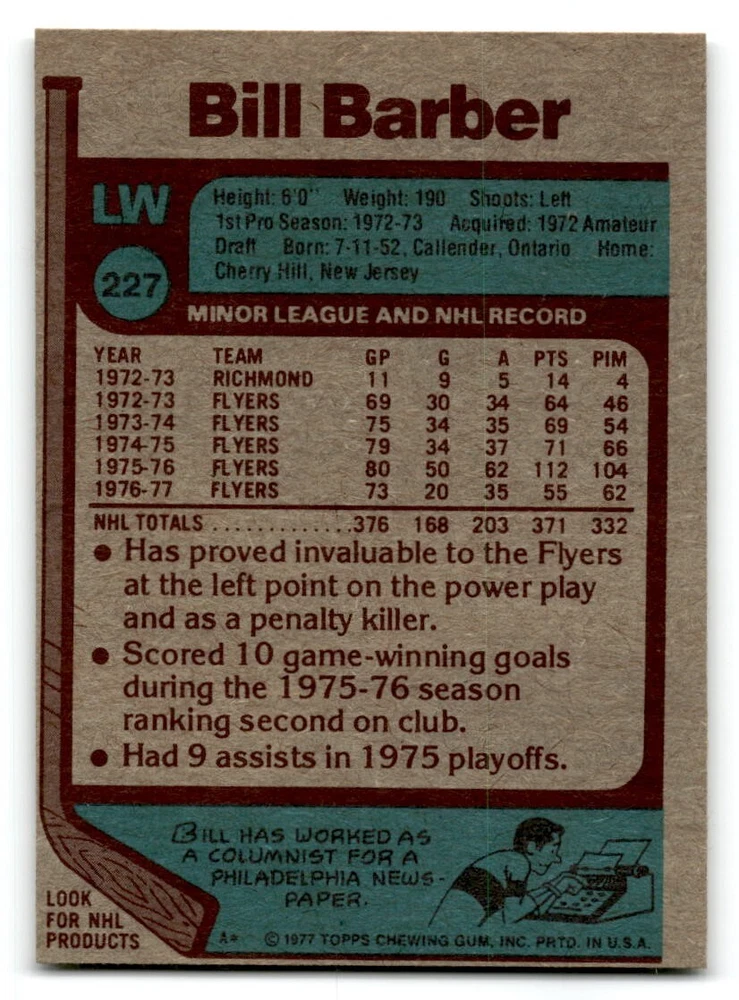 Bill Barber
LW
227
Height: 6'0" Weight: 190 Shoots: Left
1st Pro Season: 1972-73 Acquired: 1972 Amateur
Draft Born: 7-11-52, Callender, Ontario Home:
Cherry Hill, New Jersey
MINOR LEAGUE AND NHL RECORD
YEAR TEAM GP G A PTS PIM
1972-73 RICHMOND 11 9 5 14 4
1972-73 FLYERS 69 30 34 64 46
1973-74 FLYERS 75 34 35 69 54
1974-75 FLYERS 79 34 37 71 66
1975-76 FLYERS 80 50 62 112 104
1976-77 FLYERS 73 20 35 55 62
NHL TOTALS .............376 168 203 371 332
● Has proved invaluable to the Flyers
at the left point on the power play
and as a penalty killer.
● Scored 10 game-winning goals
during the 1975-76 season
ranking second on club.
● Had 9 assists in 1975 playoffs.
BILL HAS WORKED AS
A COLUMNIST FOR A
PHILADELPHIA NEWS-
PAPER.
LOOK
FOR NHL
PRODUCTS
A* © 1977 TOPPS CHEWING GUM, INC. PRTD. IN U.S.A.